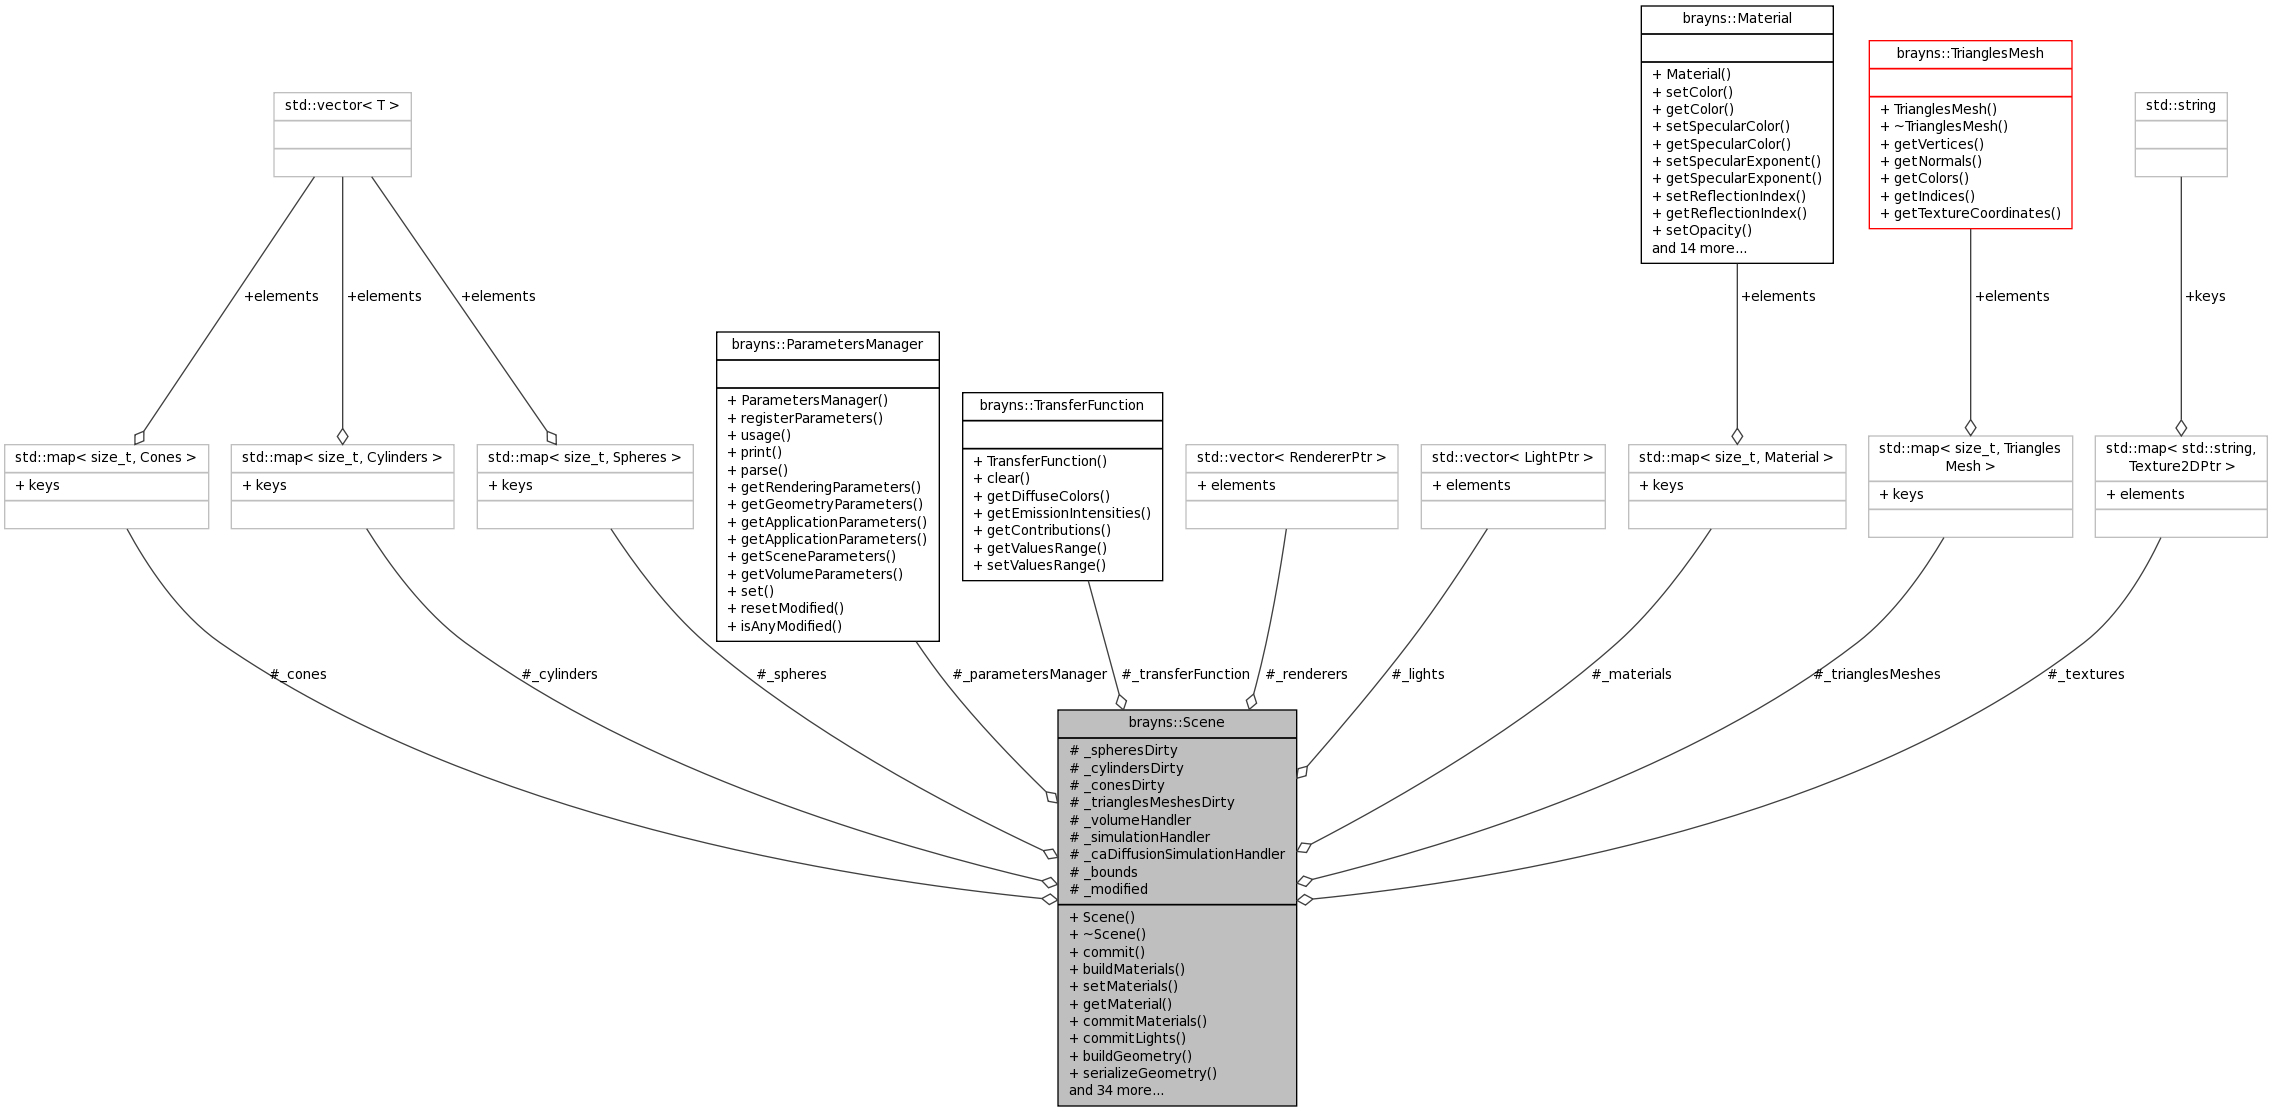 brayns::Material
+ Material()
+ setColor()
+ getColor()
+ setSpecularColor()
+ getSpecularColor()
+ setSpecularExponent()
+ getSpecularExponent()
+ setReflectionIndex()
+ getReflectionIndex()
+ setOpacity()
and 14 more...
brayns::TrianglesMesh
+ TrianglesMesh()
+ ~TrianglesMesh()
+ getVertices()
+ getNormals()
+ getColors()
+ getIndices()
+ getTextureCoordinates()
std::vector< T >
std::string
+elements
+elements
+elements
+elements
+elements
+keys
brayns::ParametersManager
+ ParametersManager()
+ registerParameters()
+ usage()
+ print()
+ parse()
+ getRenderingParameters()
+ getGeometryParameters()
+ getApplicationParameters()
+ getApplicationParameters()
+ getSceneParameters()
+ getVolumeParameters()
+ set()
+ resetModified()
+ isAnyModified()
brayns::TransferFunction
+ TransferFunction()
+ clear()
+ getDiffuseColors()
+ getEmissionIntensities()
+ getContributions()
+ getValuesRange()
+ setValuesRange()
std::map< size_t, Cones >
+ keys
std::map< size_t, Cylinders >
+ keys
std::map< size_t, Spheres >
+ keys
std::vector< RendererPtr >
+ elements
std::vector< LightPtr >
+ elements
std::map< size_t, Material >
+ keys
std::map< size_t, Triangles
Mesh >
+ keys
std::map< std::string,
Texture2DPtr >
+ elements
#_cones
#_cylinders
#_spheres
#_parametersManager
#_transferFunction
#_renderers
#_lights
#_materials
#_trianglesMeshes
#_textures
brayns::Scene
# _spheresDirty
# _cylindersDirty
# _conesDirty
# _trianglesMeshesDirty
# _volumeHandler
# _simulationHandler
# _caDiffusionSimulationHandler
# _bounds
# _modified
+ Scene()
+ ~Scene()
+ commit()
+ buildMaterials()
+ setMaterials()
+ getMaterial()
+ commitMaterials()
+ commitLights()
+ buildGeometry()
+ serializeGeometry()
and 34 more...